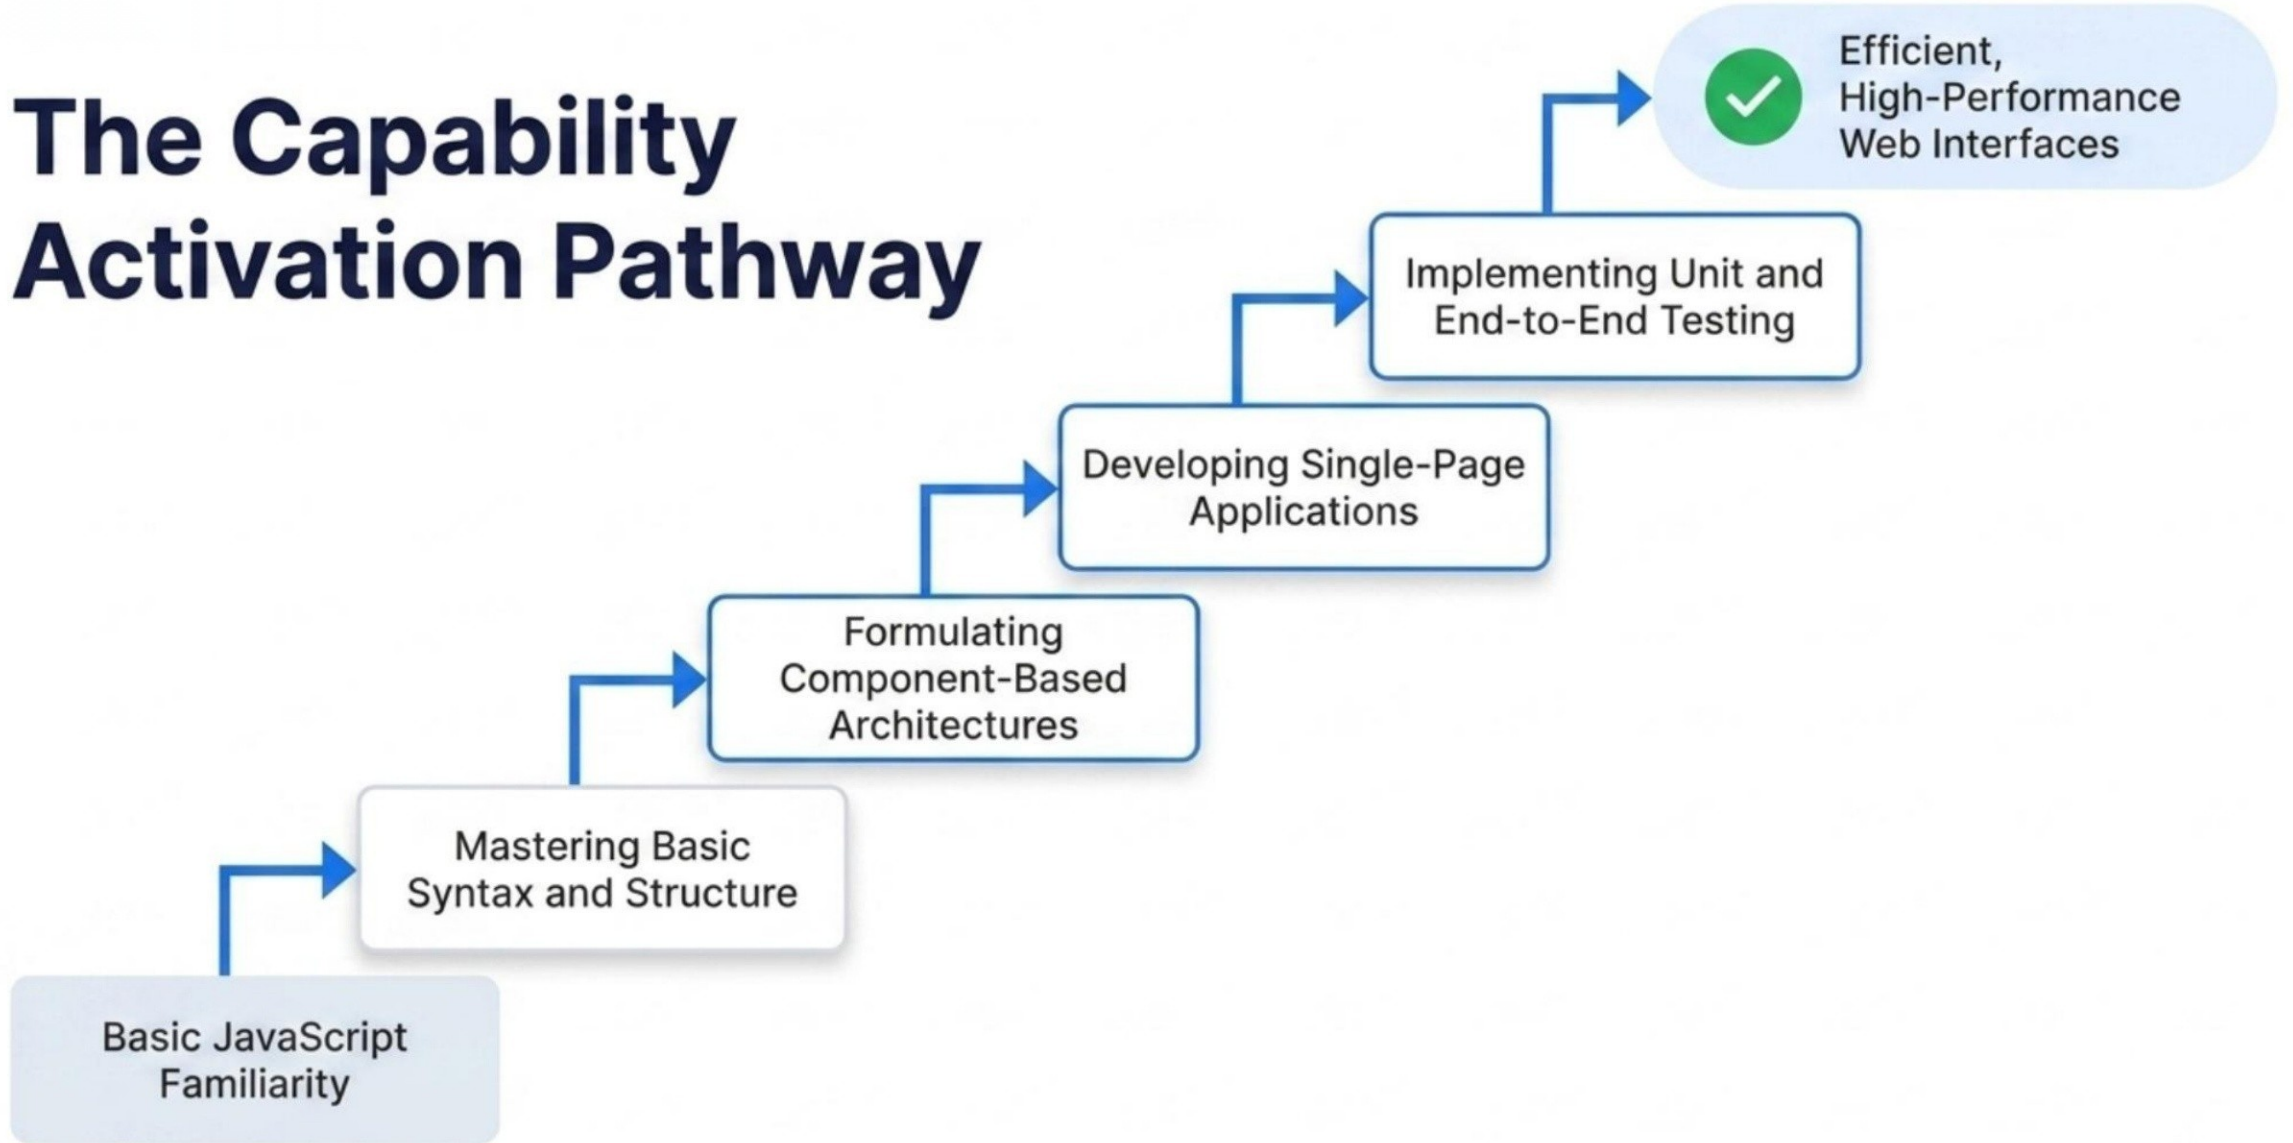 The Capability
Activation Pathway
Efficient,
High-Performance
Web Interfaces
Implementing Unit and
End-to-End Testing
Developing Single-Page
Applications
Formulating
Component-Based
Architectures
Mastering Basic
Syntax and Structure
Basic JavaScript
Familiarity